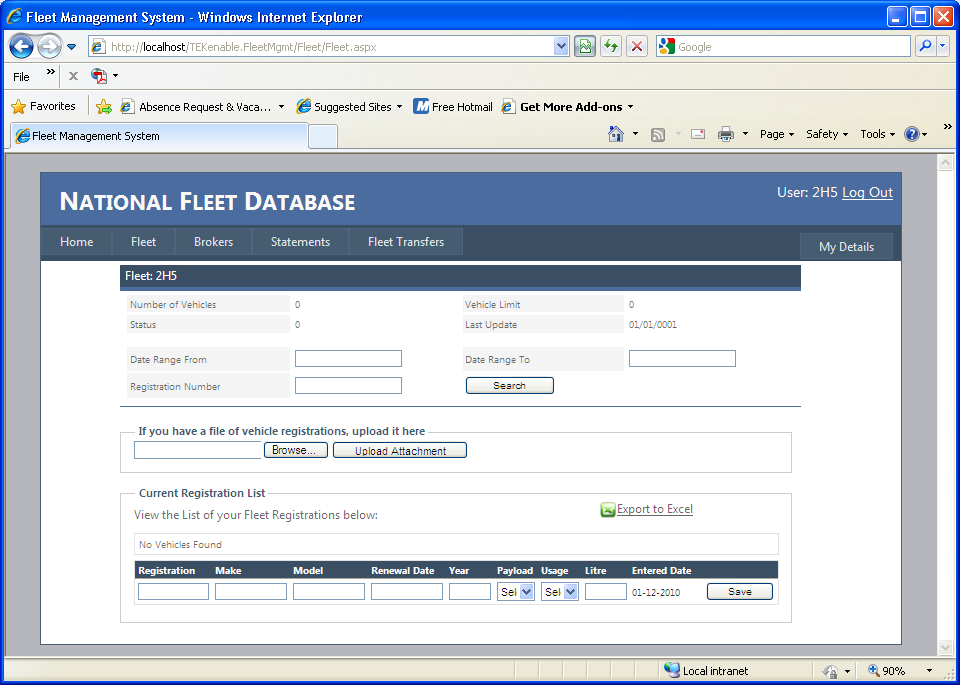 Fleet Management System - Windows Internet Explorer
http://localhost/TEKenable.FleetMgmt/Fleet/Fleet.aspx
Google
File » x
Favorites Absence Request & Vaca... Suggested Sites Free Hotmail Get More Add-ons
Fleet Management System
Page Safety Tools »
NATIONAL FLEET DATABASE
User: 2H5 Log Out
Home Fleet Brokers Statements Fleet Transfers My Details
Fleet: 2H5
Number of Vehicles 0 Vehicle Limit 0
Status 0 Last Update 01/01/0001
Date Range From Date Range To
Registration Number Search
If you have a file of vehicle registrations, upload it here
Browse... Upload Attachment
Current Registration List
View the List of your Fleet Registrations below: Export to Excel
No Vehicles Found
Registration Make Model Renewal Date Year Payload Usage Litre Entered Date
Sel Sel 01-12-2010 Save
Local intranet 90%